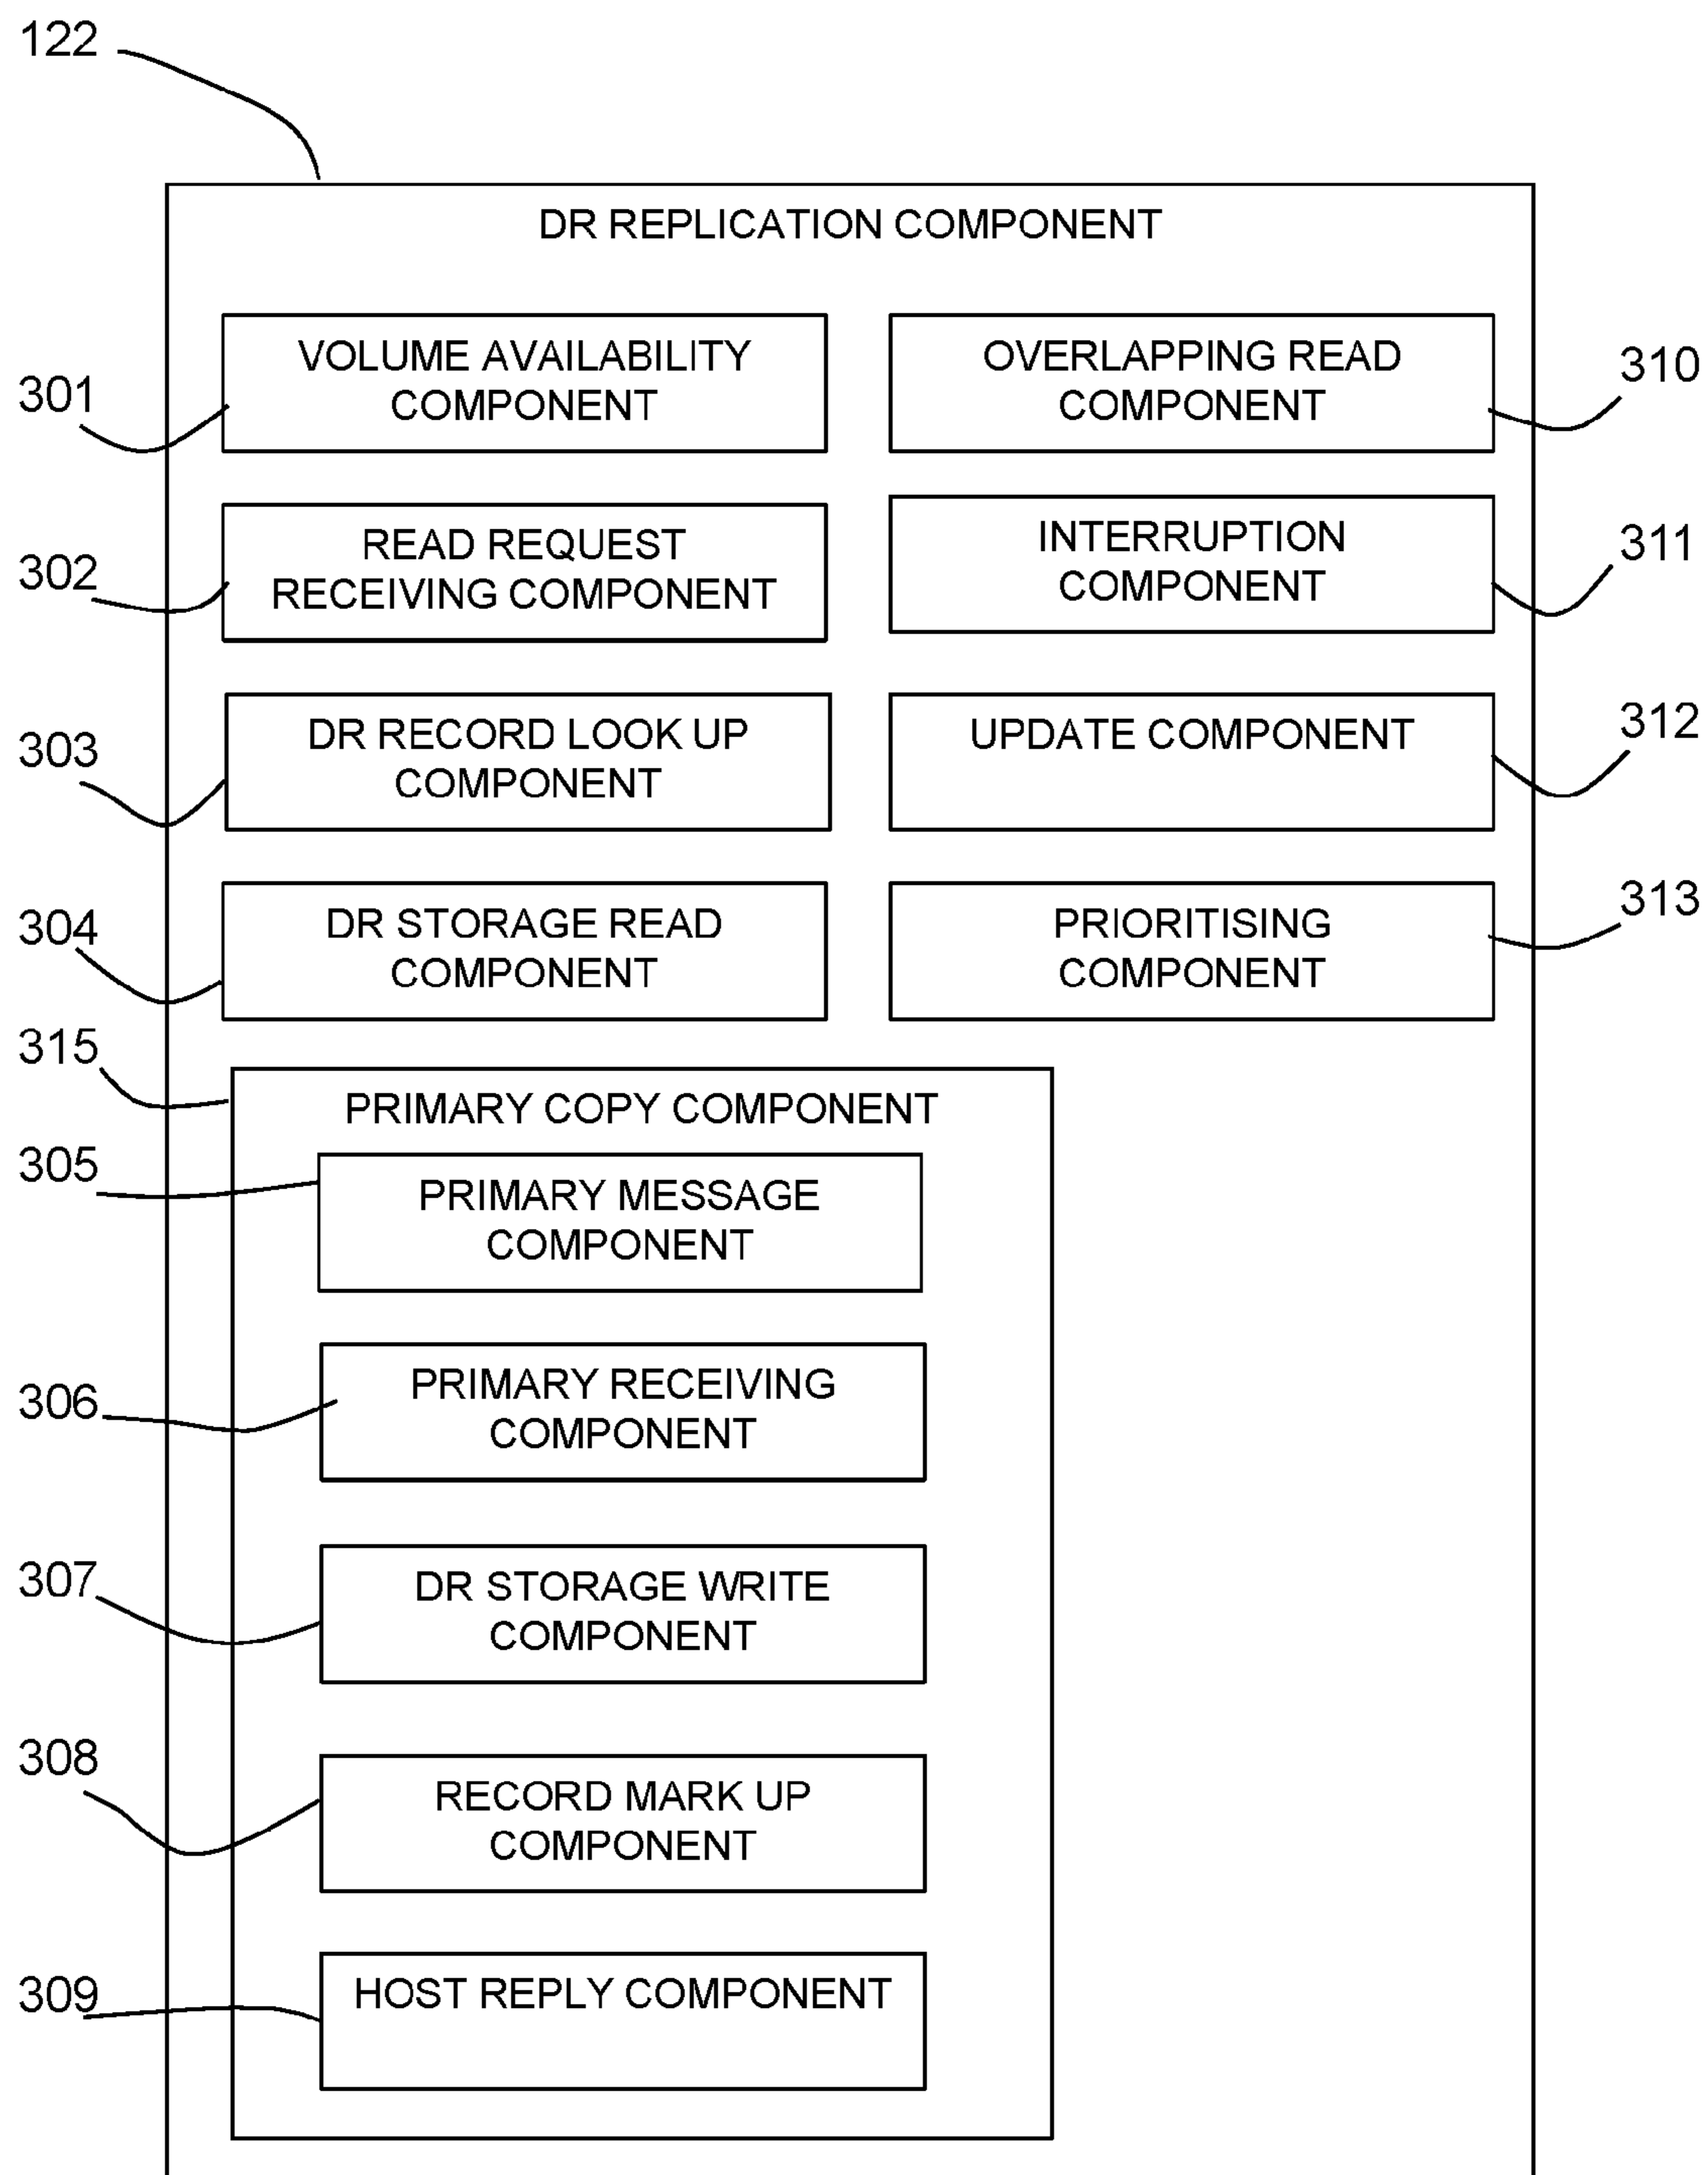 122
DR REPLICATION COMPONENT
VOLUME AVAILABILITY
COMPONENT
301
OVERLAPPING READ
COMPONENT
310
READ REQUEST
RECEIVING COMPONENT
302
INTERRUPTION
COMPONENT
311
DR RECORD LOOK UP
COMPONENT
303
UPDATE COMPONENT
312
DR STORAGE READ
COMPONENT
304
PRIORITISING
COMPONENT
313
315
PRIMARY COPY COMPONENT
305
PRIMARY MESSAGE
COMPONENT
306
PRIMARY RECEIVING
COMPONENT
307
DR STORAGE WRITE
COMPONENT
308
RECORD MARK UP
COMPONENT
309
HOST REPLY COMPONENT